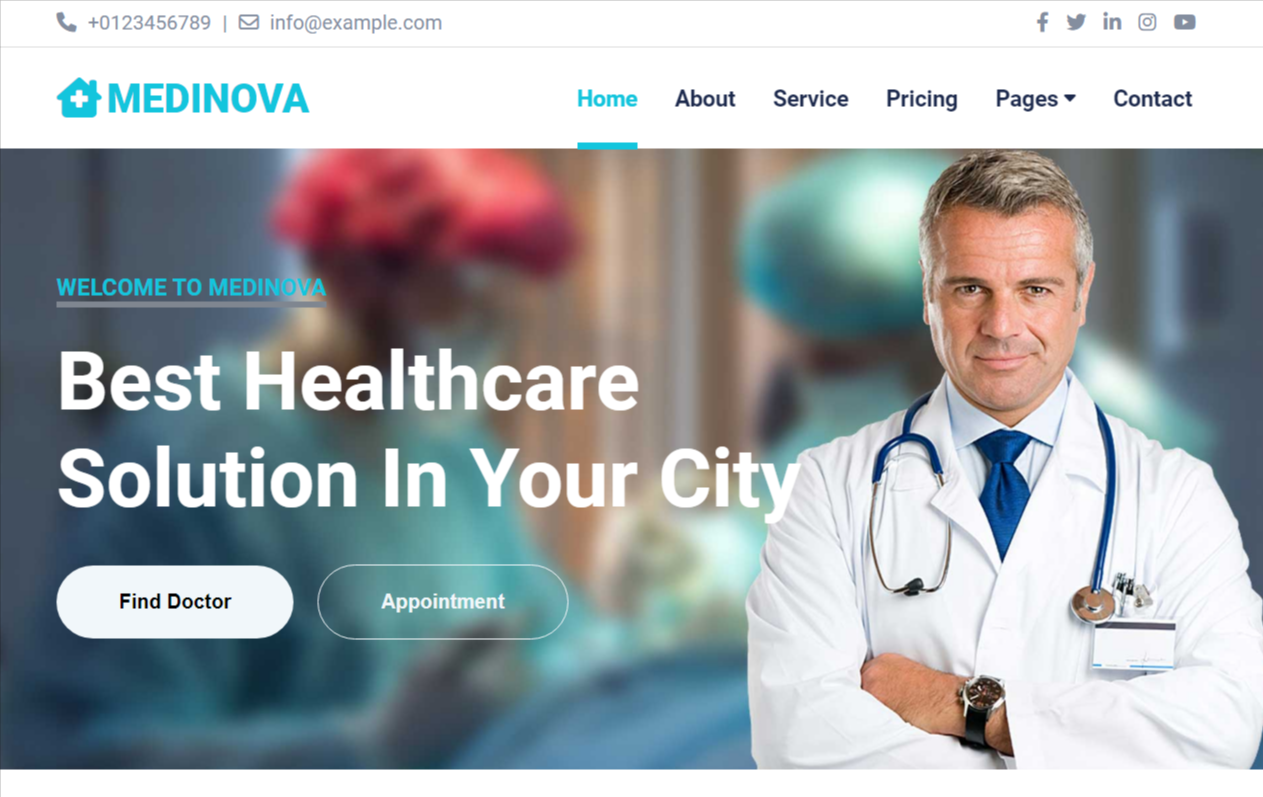 +0123456789 | info@example.com
MEDINOVA
Home About Service Pricing Pages Contact
WELCOME TO MEDINOVA
Best Healthcare
Solution In Your City
Find Doctor Appointment